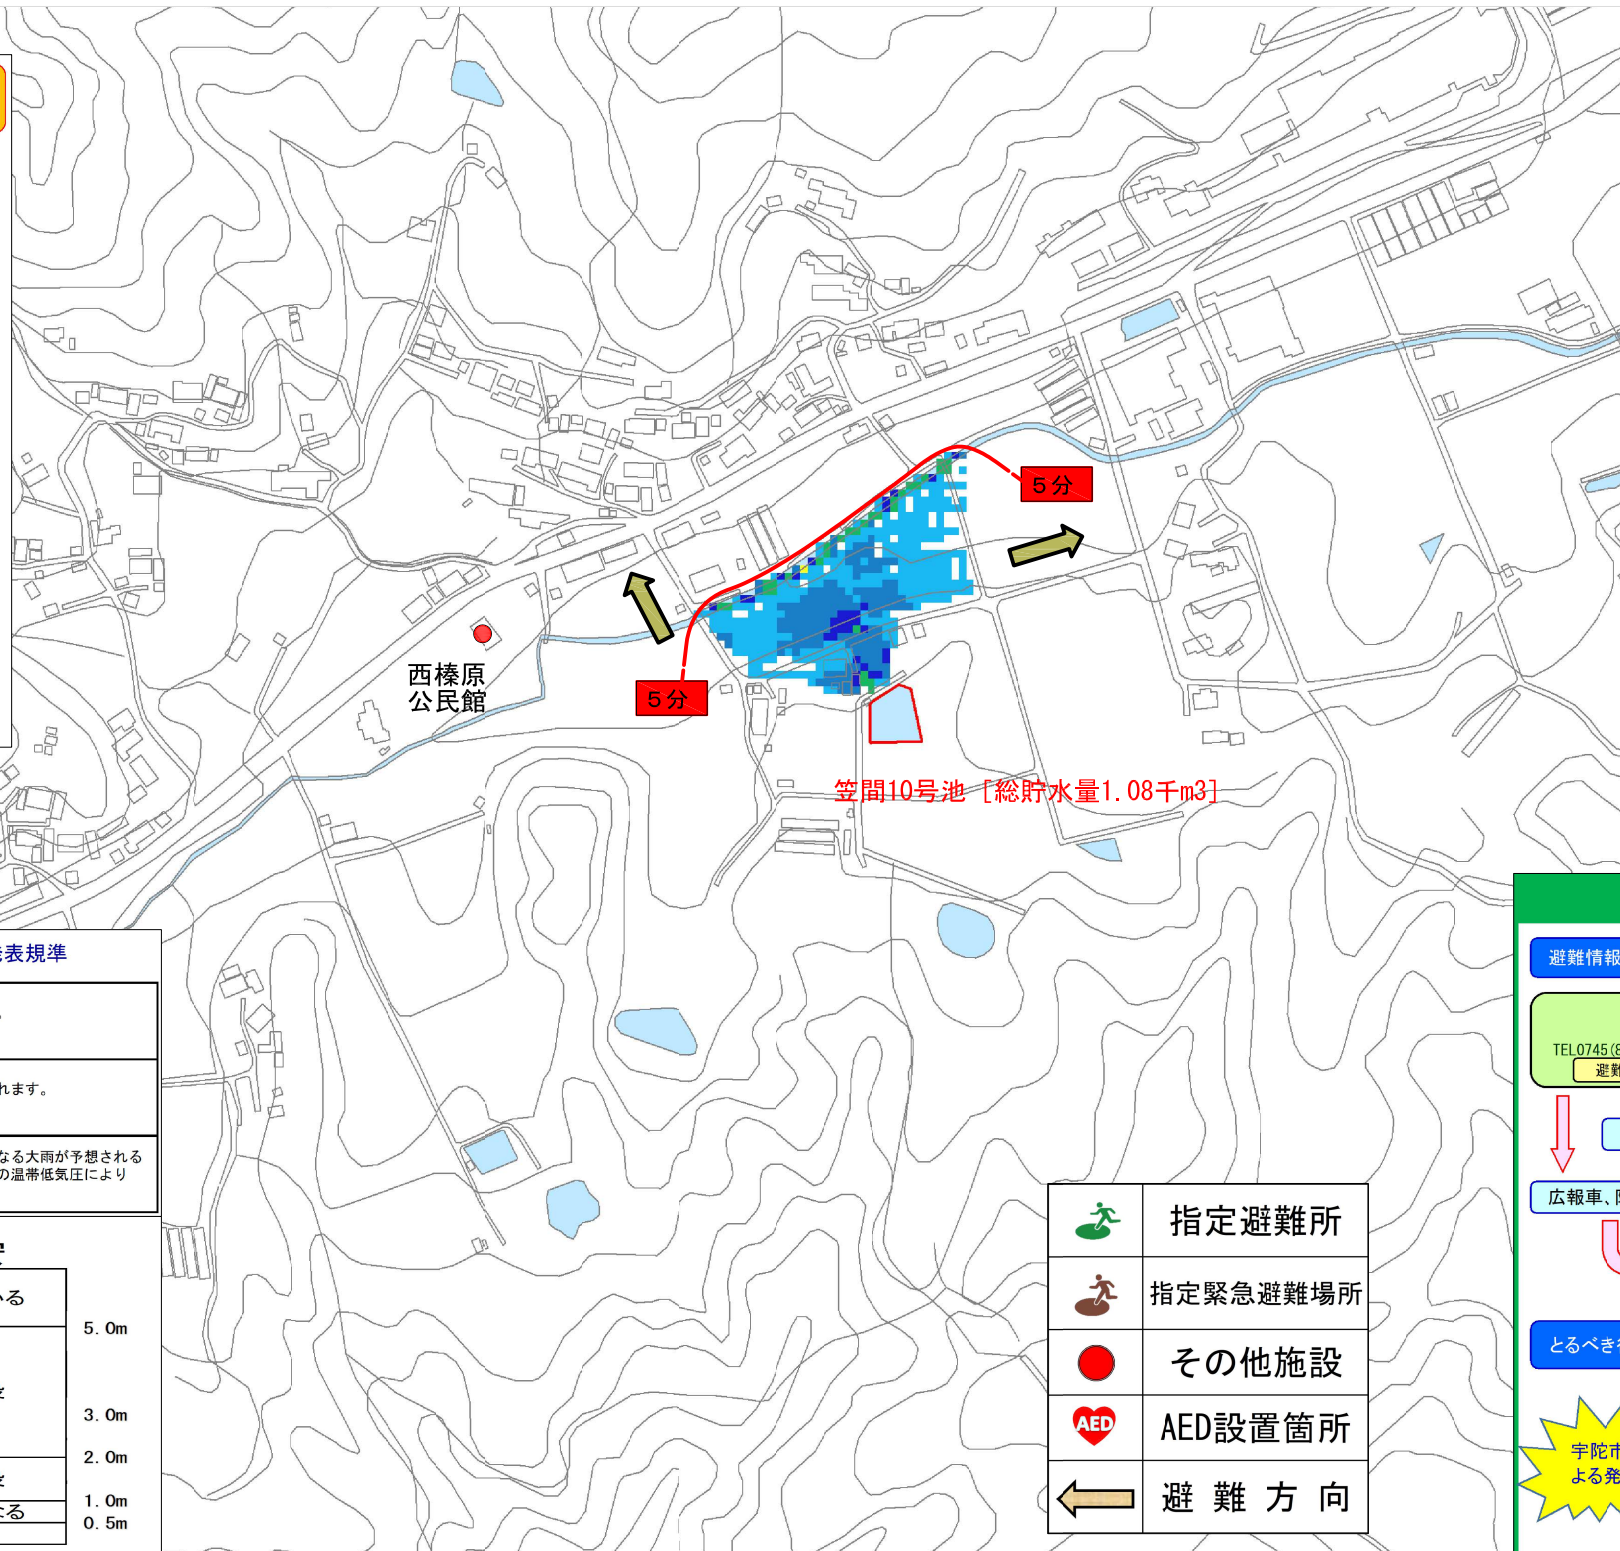 5分
5分
西榛原
公民館
笠間10号池 [総貯水量1.08千m3]
表規準
れます。
なる大雨が予想される
の温帯低気圧により
いる
5.0m
3.0m
2.0m
1.0m
0.5m
なる
指定避難所
指定緊急避難場所
その他施設
AED
AED設置箇所
避難方向
避難情報
TEL0745(8
避難
広報車、
とるべき
宇陀市
よる発